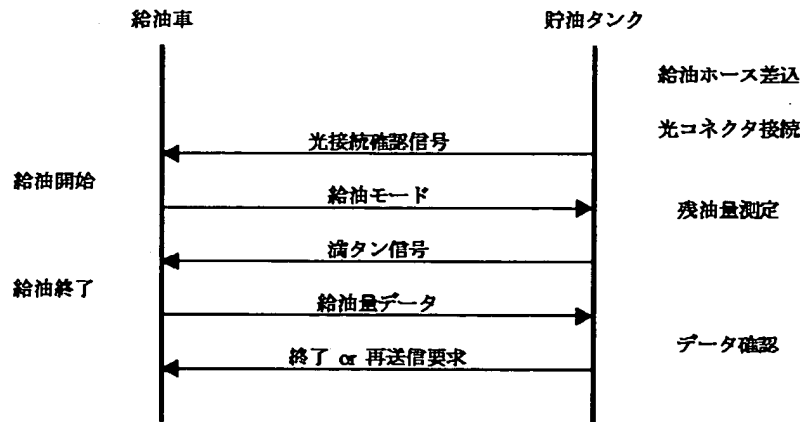 給油車
貯油タンク
給油ホース差込
光コネクタ接続
光接続確認信号
給油開始
給油モード
残油量測定
満タン信号
給油終了
給油量データ
データ確認
終了 or 再送信要求